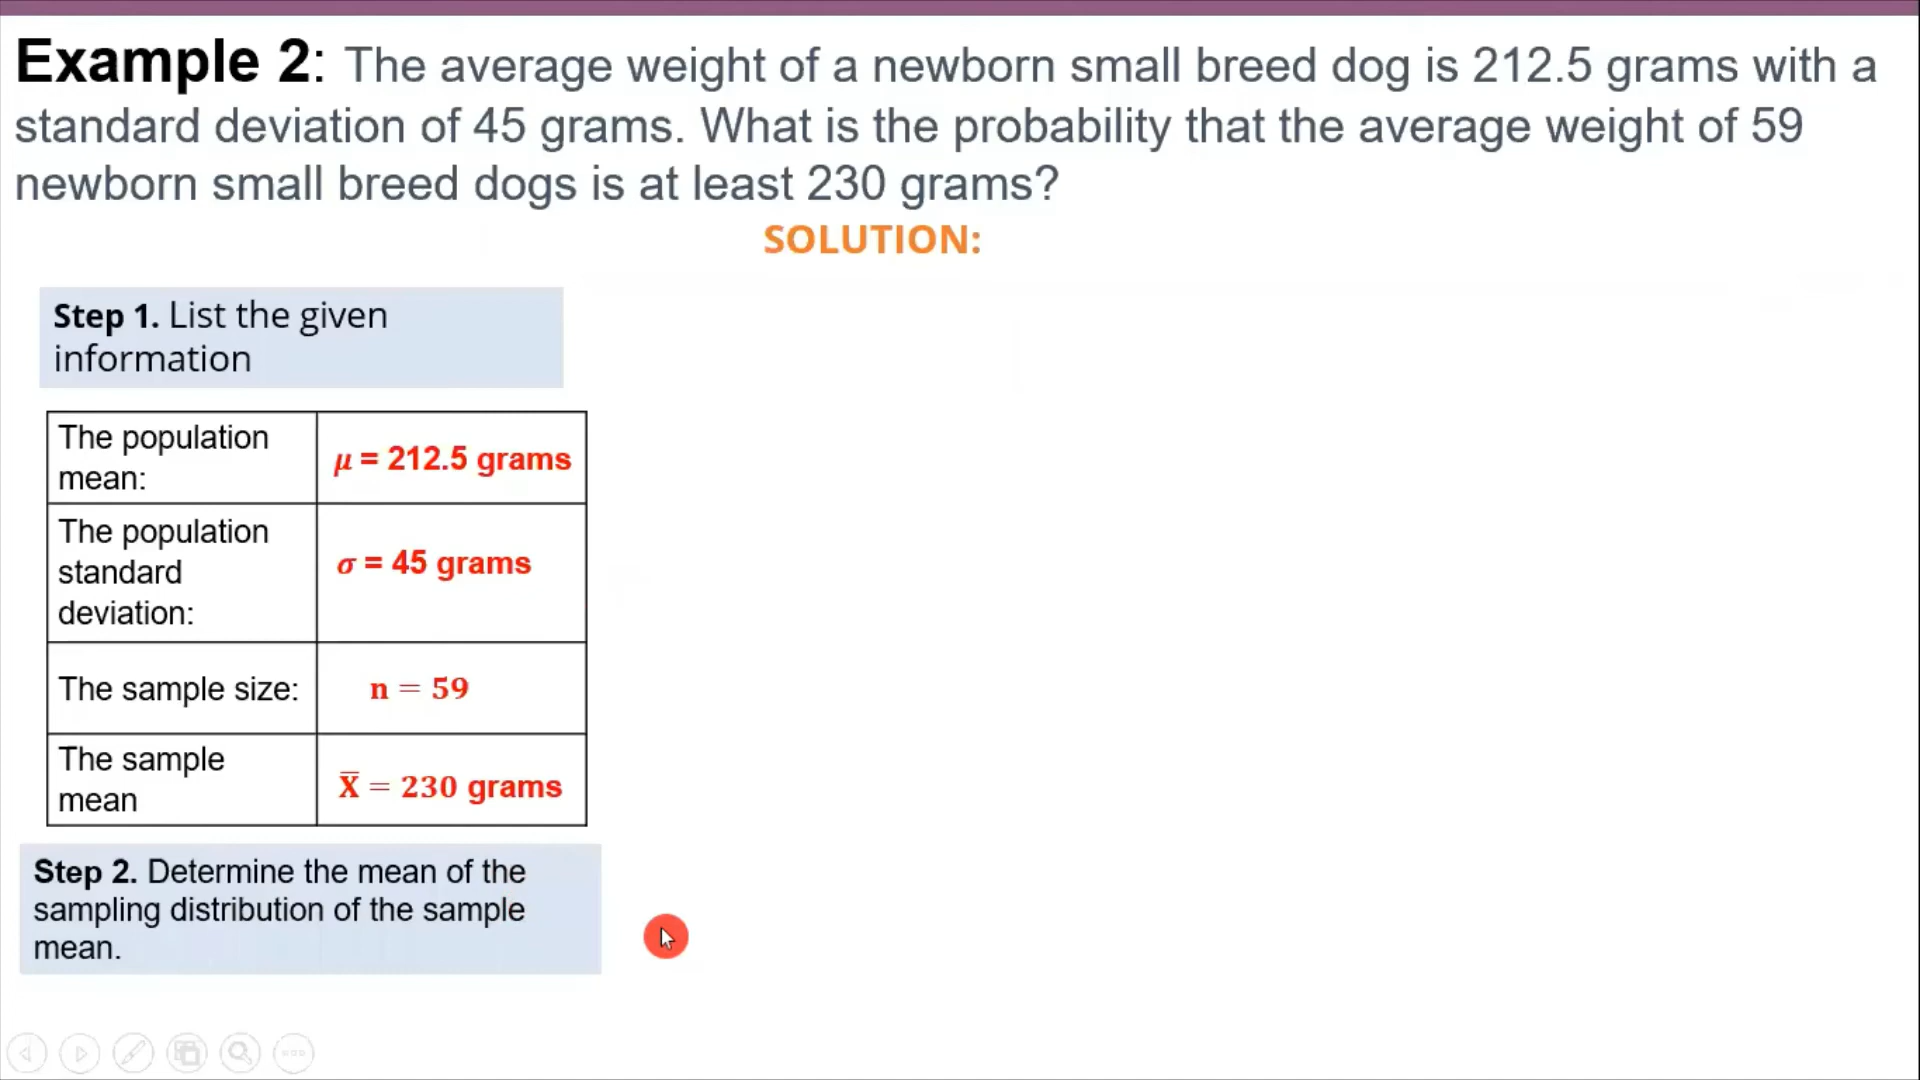 Example 2: The average weight of a newborn small breed dog is 212.5 grams with a
standard deviation of 45 grams. What is the probability that the average weight of 59
newborn small breed dogs is at least 230 grams?
SOLUTION:
Step 1. List the given
information
The population
mean:
μ = 212.5 grams
The population
standard
deviation:
σ = 45 grams
The sample size:
n = 59
The sample
mean
X̅ = 230 grams
Step 2. Determine the mean of the
sampling distribution of the sample
mean.